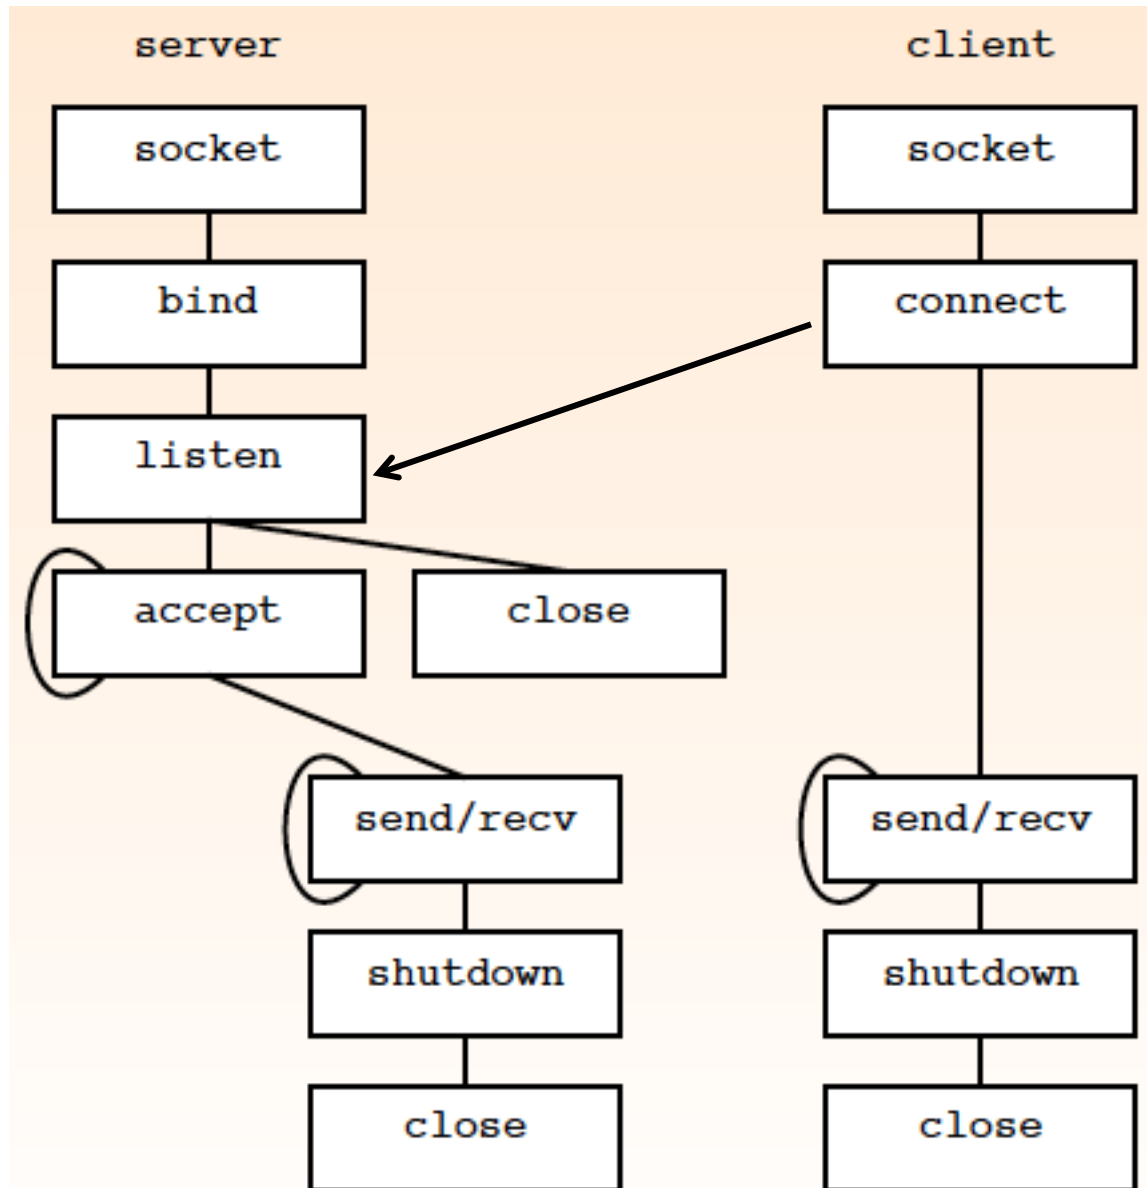 server
client
socket
socket
bind
connect
listen
accept
close
send/recv
send/recv
shutdown
shutdown
close
close